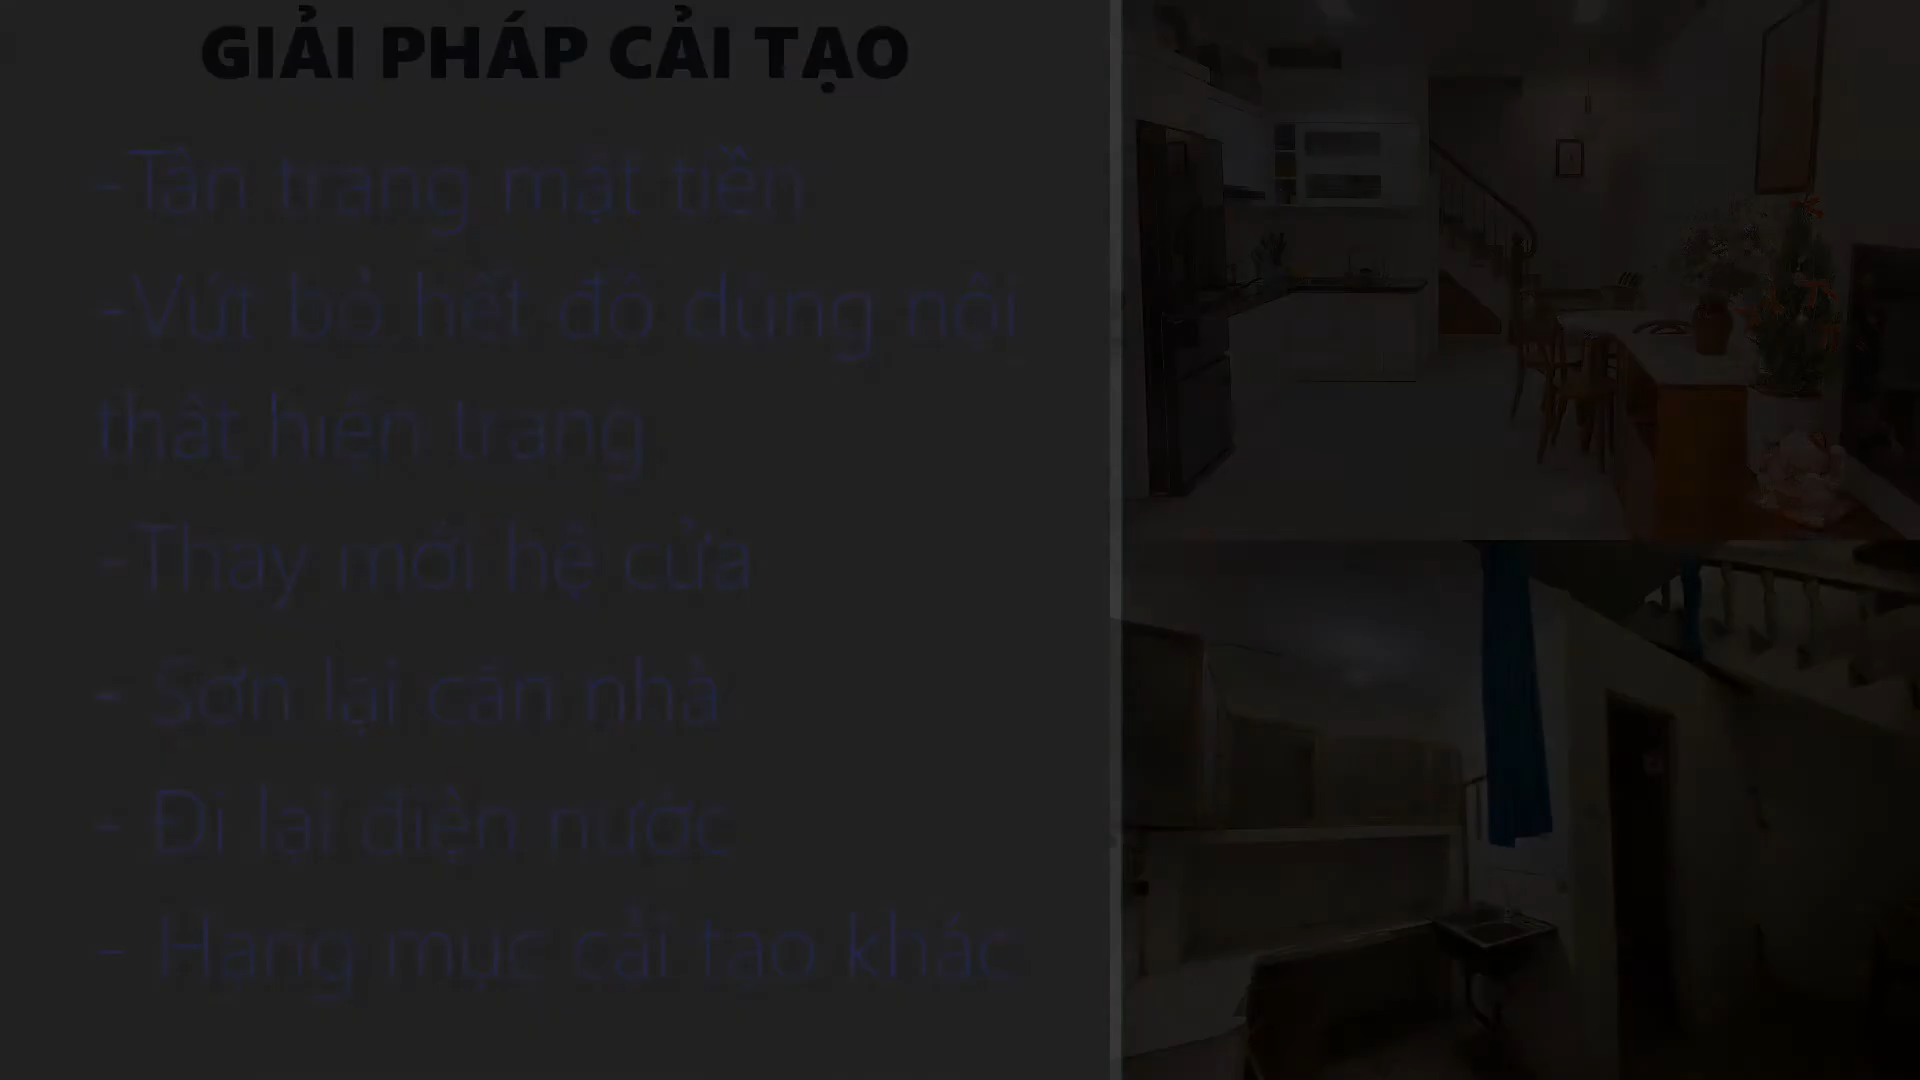 GIẢI PHÁP CẢI TẠO
-Tân trang mặt tiền
-Vứt bỏ hết đồ dùng nội
thất hiện trạng
-Thay mới hệ cửa
- Sơn lại căn nhà
- Đi lại điện nước
- Hạng mục cải tạo khác